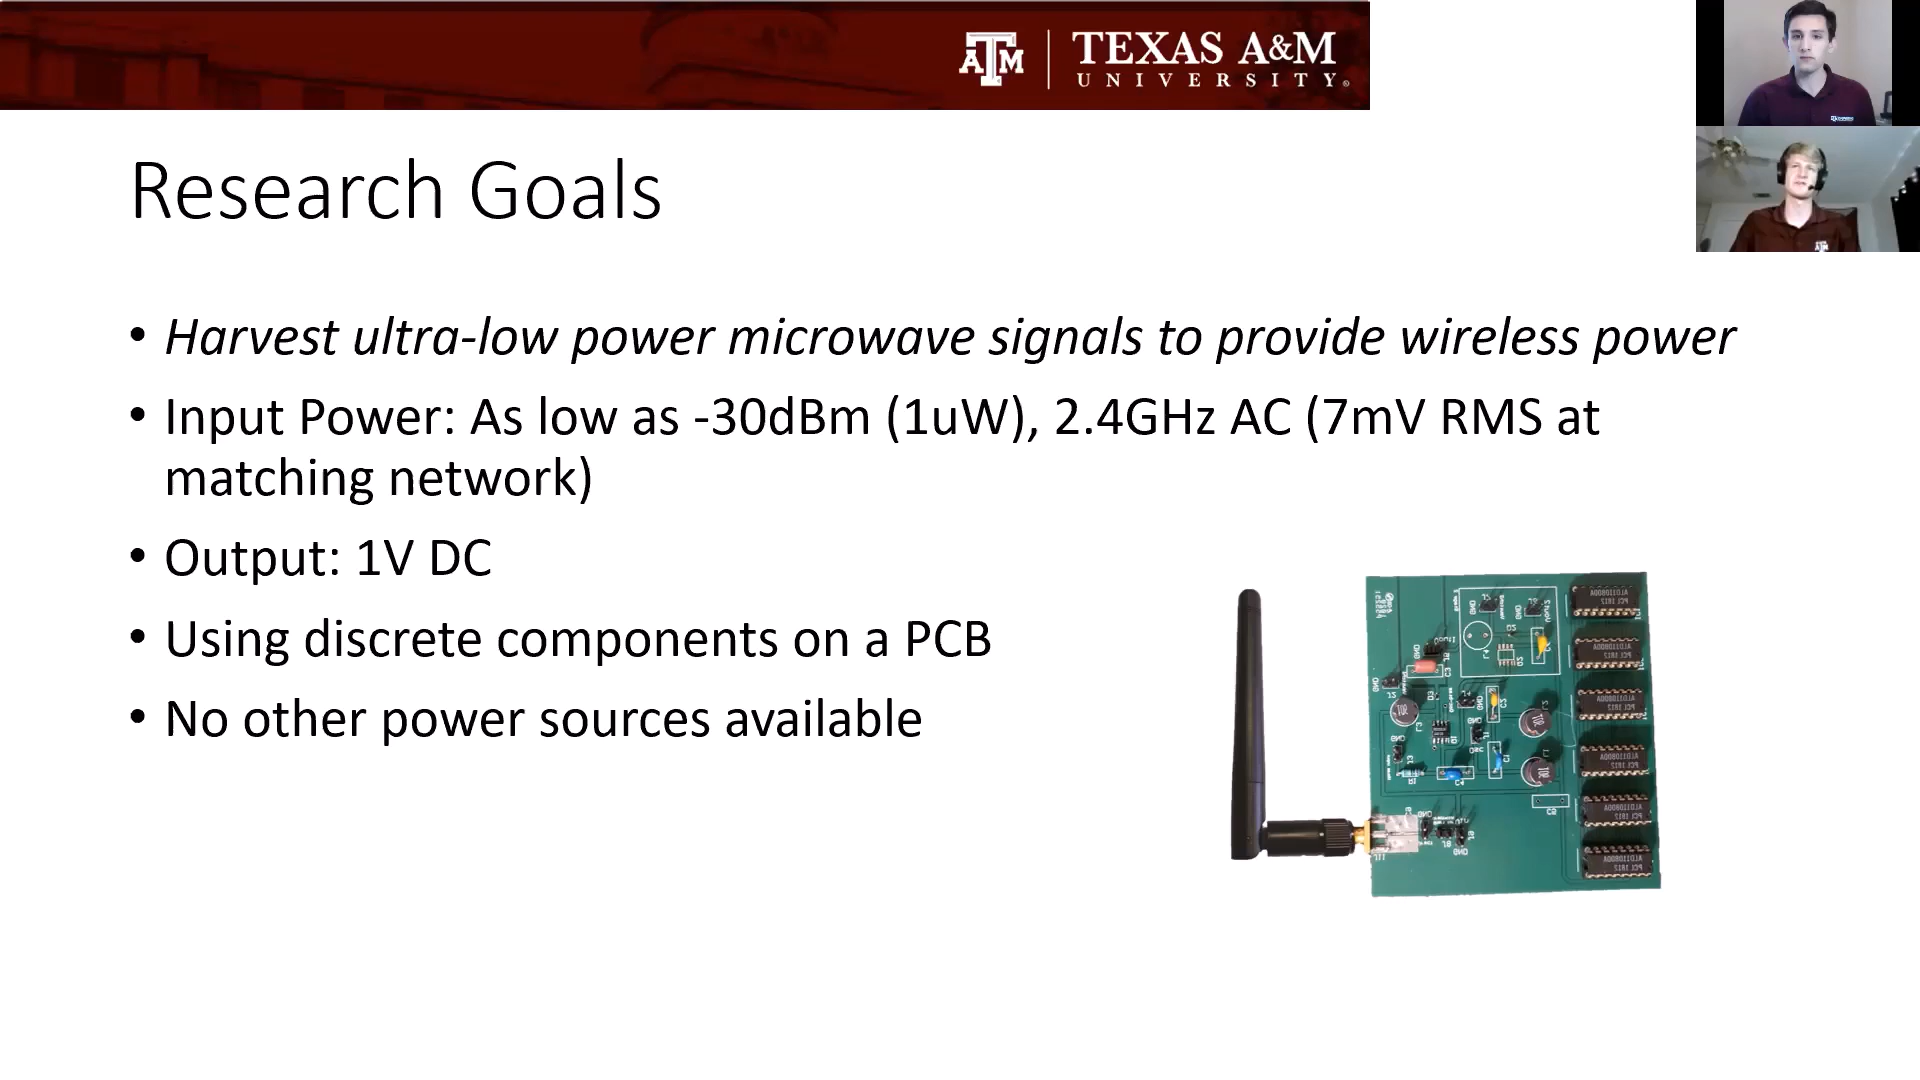 TEXAS A&M
UNIVERSITY®
Research Goals
• Harvest ultra-low power microwave signals to provide wireless power
• Input Power: As low as -30dBm (1uW), 2.4GHz AC (7mV RMS at
matching network)
• Output: 1V DC
• Using discrete components on a PCB
• No other power sources available